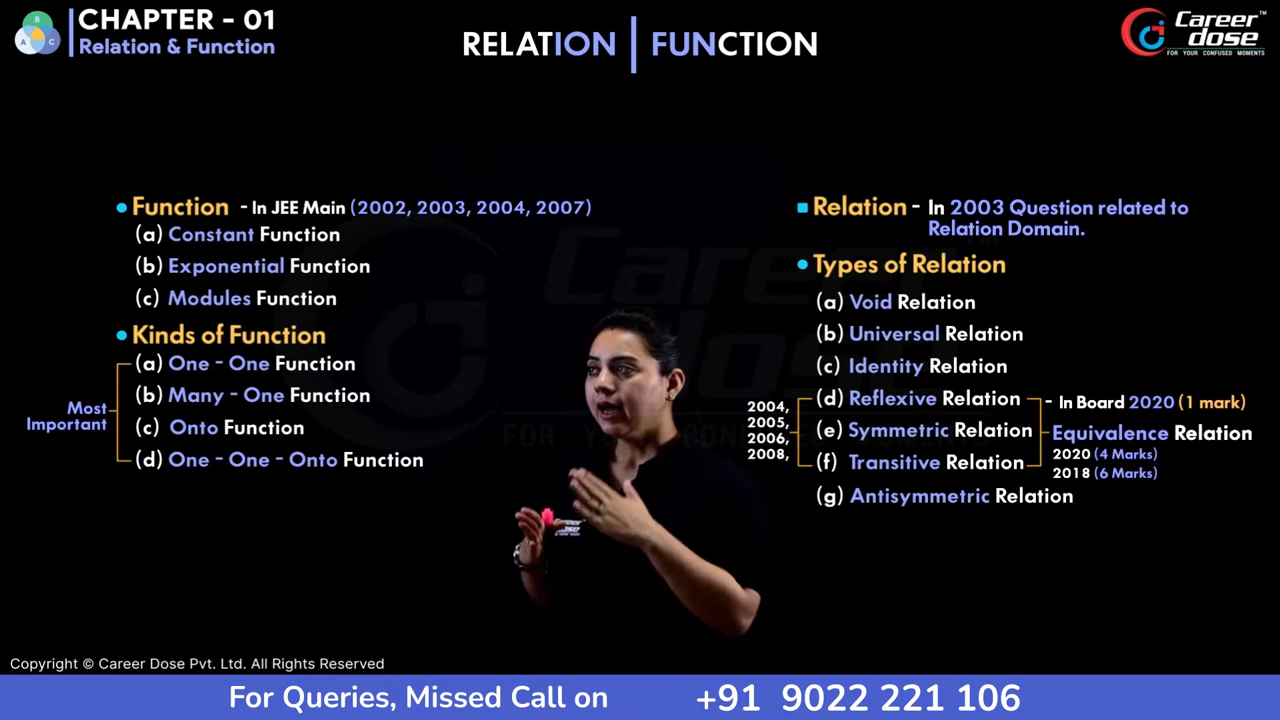 CHAPTER - 01
Relation & Function
B
A C
RELATION | FUNCTION
Career™
dose
FOR YOUR CONFUSED MOMENTS
Function - In JEE Main (2002, 2003, 2004, 2007)
(a) Constant Function
(b) Exponential Function
(c) Modules Function
Kinds of Function
(a) One - One Function
(b) Many - One Function
(c) Onto Function
(d) One - One - Onto Function
Most
Important
Relation - In 2003 Question related to
Relation Domain.
Types of Relation
(a) Void Relation
(b) Universal Relation
(c) Identity Relation
(d) Reflexive Relation
(e) Symmetric Relation
(f) Transitive Relation
(g) Antisymmetric Relation
2004,
2005,
2006,
2008,
- In Board 2020 (1 mark)
Equivalence Relation
2020 (4 Marks)
2018 (6 Marks)
Career
dose
Copyright © Career Dose Pvt. Ltd. All Rights Reserved
For Queries, Missed Call on +91 9022 221 106